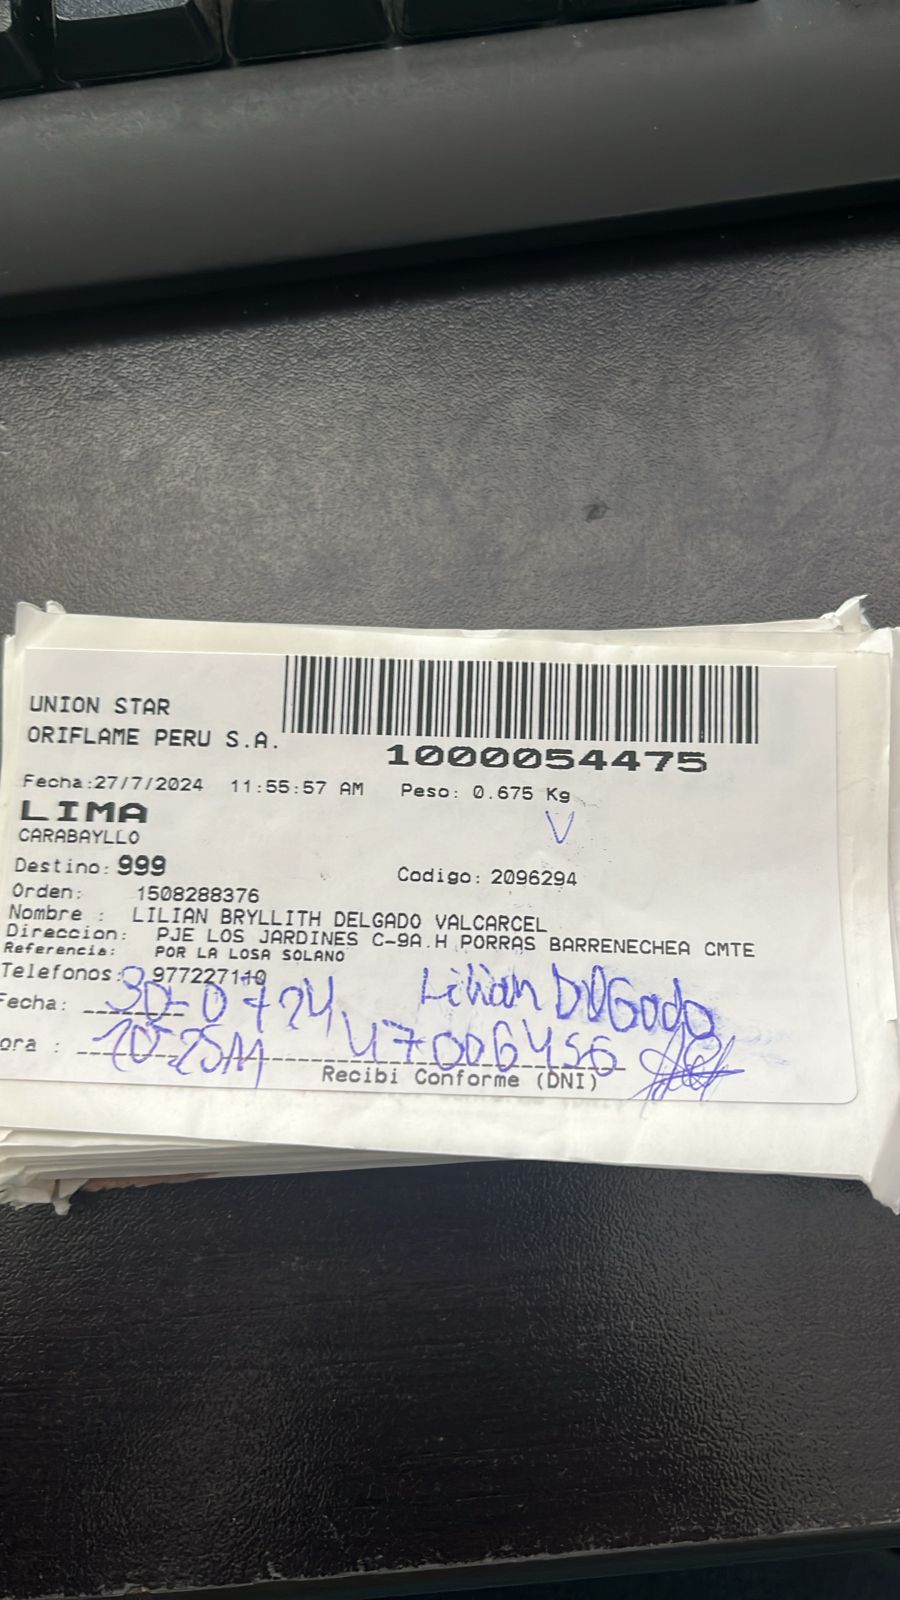 UNION STAR
ORIFLAME PERU S.A.
1000054475
Fecha:27/7/2024 11:55:57 AM Peso: 0.675 Kg
LIMA
V
CARABAYLLO
Destino: 999 Codigo: 2096294
Orden: 1508288376
Nombre : LILIAN BRYLLITH DELGADO VALCARCEL
Direccion: PJE LOS JARDINES C-9A.H PORRAS BARRENECHEA CMTE
Referencia: POR LA LOSA SOLANO
Telefonos: 977227110
Fecha: 30-07 24 Lilian DElGado
ora : 10:25 47006456
Recibi Conforme (DNI)